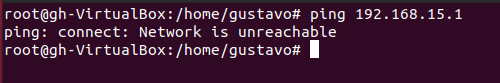 root@gh-VirtualBox:/home/gustavo# ping 192.168.15.1
ping: connect: Network is unreachable
root@gh-VirtualBox:/home/gustavo#